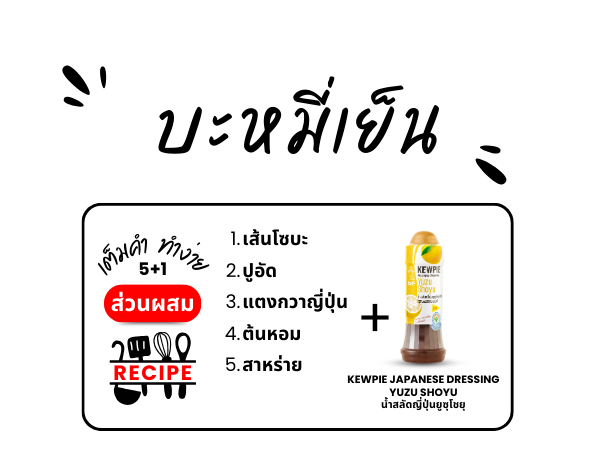 บะหมี่เย็น
เต็มคำ ทำง่าย
5+1
ส่วนผสม
RECIPE
1. เส้นโซบะ
2. ปูอัด
3. แตงกวาญี่ปุ่น
4. ต้นหอม
5. สาหร่าย
+
KEWPIE
Yuzu
Shoyu
KEWPIE JAPANESE DRESSING
YUZU SHOYU
น้ำสลัดญี่ปุ่นยูซุโชยุ